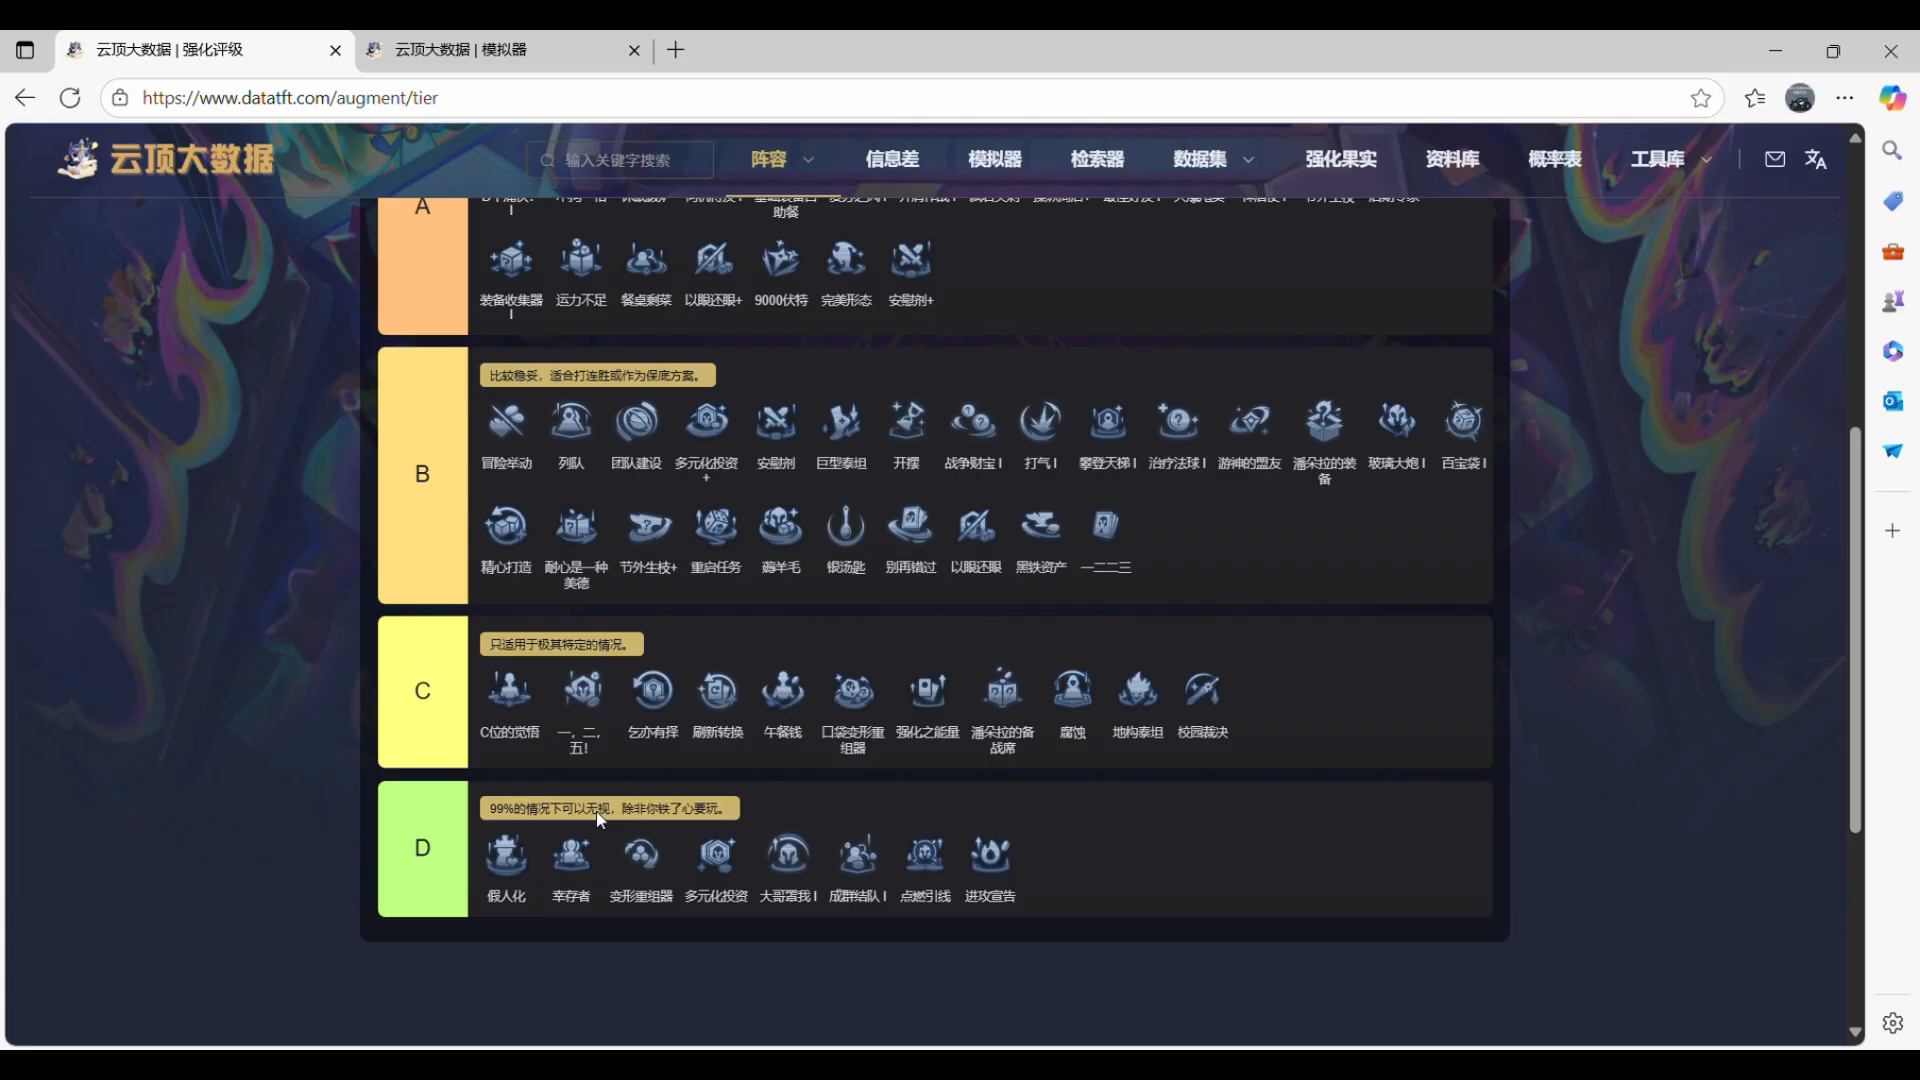 云顶大数据 | 强化评级
云顶大数据 | 模拟器
https://www.datatft.com/augment/tier
云顶大数据
输入关键字搜索
阵容 信息差 模拟器 检索器 数据集 强化果实 资料库 概率表 工具库
A
助餐
装备收集器 I 运力不足 餐桌剩菜 以眼还眼+ 9000伏特 完美形态 安慰剂+
B
比较稳妥，适合打连胜或作为保底方案。
冒险举动 列队 团队建设 多元化投资+ 安慰剂 巨型泰坦 开摆 战争财宝 I 打气 I 攀登天梯 I 治疗法球 I 游神的盟友 潘朵拉的装备 玻璃大炮 I 百宝袋 I
精心打造 耐心是一种美德 节外生枝+ 重启任务 薅羊毛 银汤匙 别再错过 以眼还眼 黑铁资产 一二二三
C
只适用于极其特定的情况。
C位的觉悟 一，二，五！ 乞亦有择 刷新转换 午餐钱 口袋变形重组器 强化之能量 潘朵拉的备战席 腐蚀 地构泰坦 校园裁决
D
99%的情况下可以无视，除非你铁了心要玩。
假人化 幸存者 变形重组器 多元化投资 大哥罩我 I 成群结队 I 点燃引线 进攻宣告